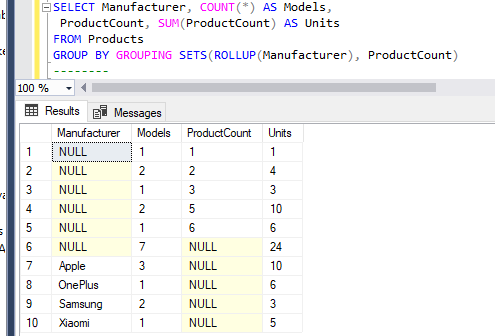 SELECT Manufacturer, COUNT(*) AS Models,
ProductCount, SUM(ProductCount) AS Units
FROM Products
GROUP BY GROUPING SETS(ROLLUP(Manufacturer), ProductCount)
--------
100 %
Results Messages
Manufacturer Models ProductCount Units
1 NULL 1 1 1
2 NULL 2 2 4
3 NULL 1 3 3
4 NULL 2 5 10
5 NULL 1 6 6
6 NULL 7 NULL 24
7 Apple 3 NULL 10
8 OnePlus 1 NULL 6
9 Samsung 2 NULL 3
10 Xiaomi 1 NULL 5